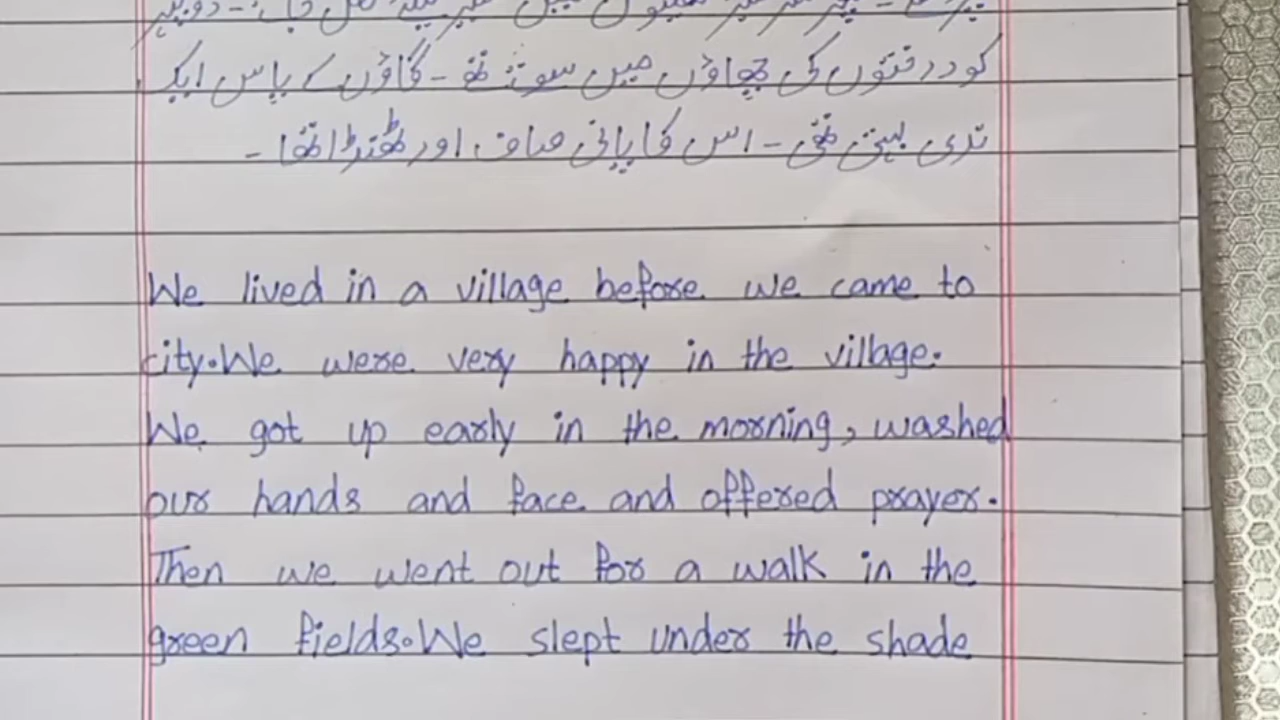 کو درختوں کی چھاؤں میں سوتے تھے ۔ گاؤں کے پاس ایک
ندی بہتی تھی ۔ اس کا پانی صاف اور ٹھنڈا تھا ۔
We lived in a village before we came to
city. We were very happy in the village.
We got up early in the morning, washed
our hands and face and offered prayer.
Then we went out for a walk in the
green fields. We slept under the shade